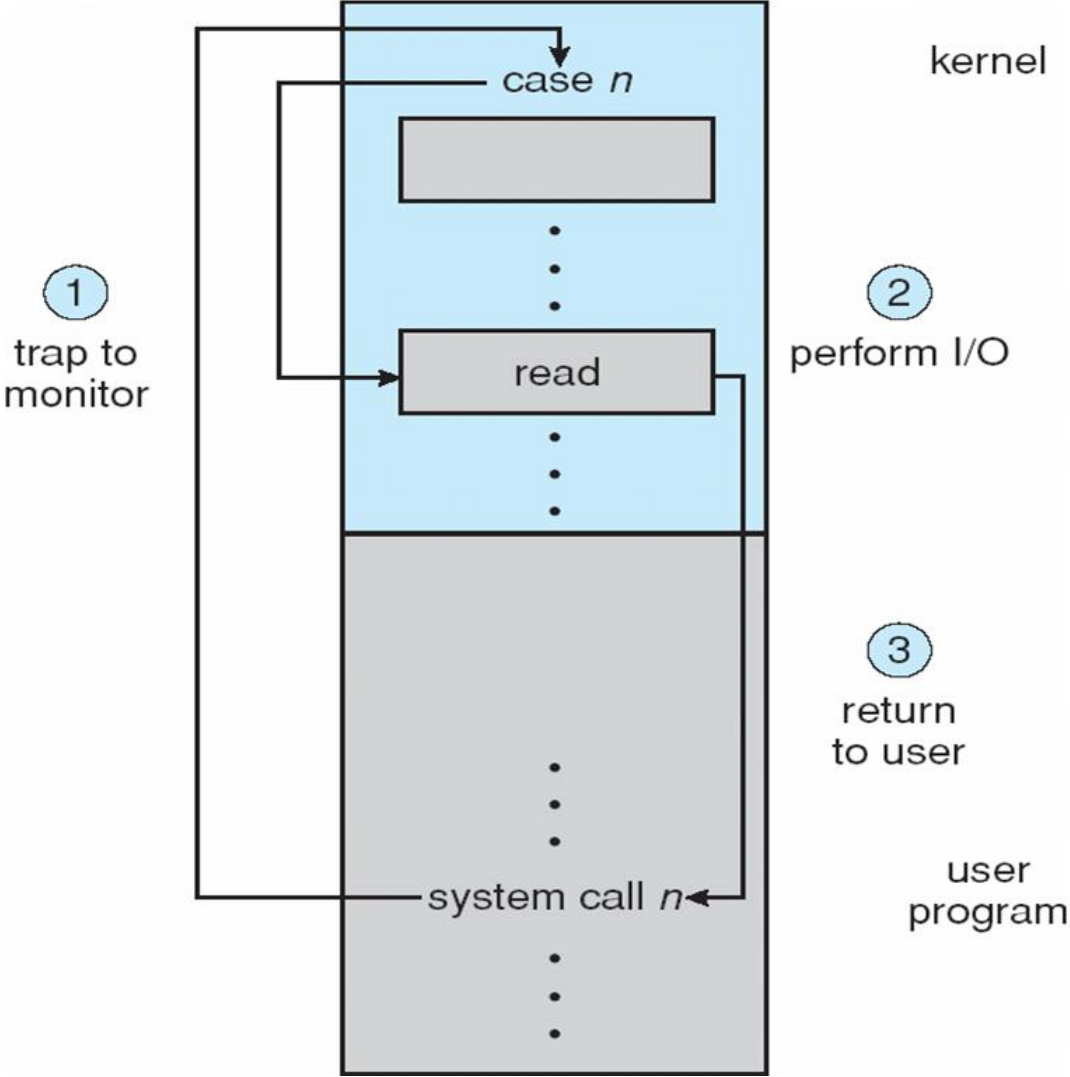 kernel
case n
1
trap to
monitor
2
perform I/O
read
3
return
to user
system call n
user
program